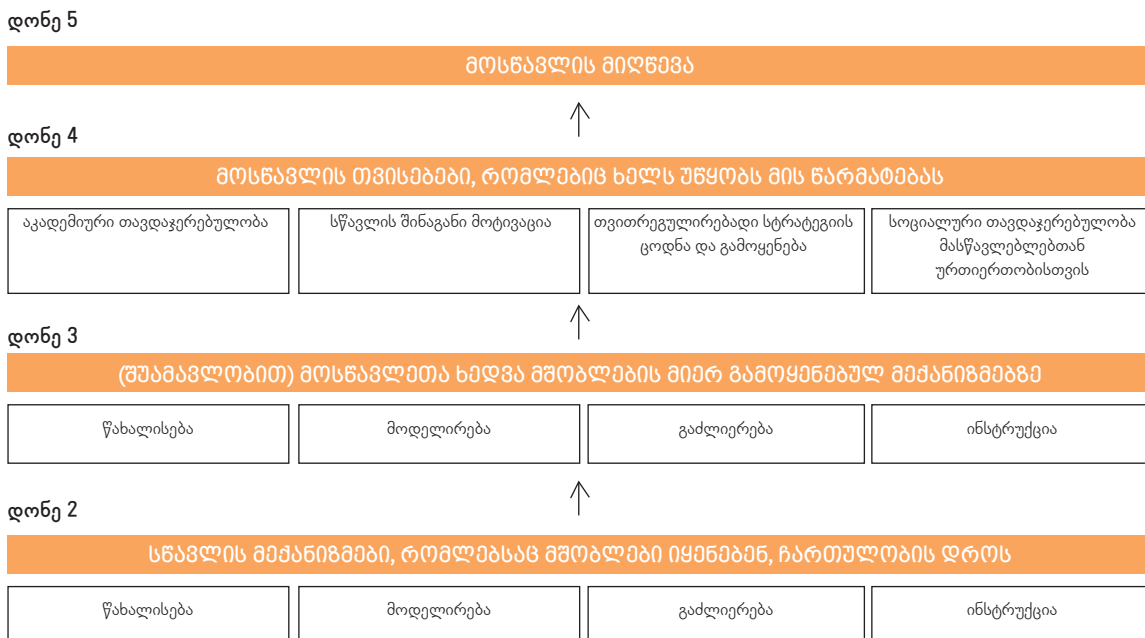 დონე 5
მოსწავლის მიღწევა
დონე 4
მოსწავლის თვისებები, რომლებიც ხელს უწყობს მის წარმატებას
აკადემიური თავდაჯერებულობა
სწავლის შინაგანი მოტივაცია
თვითრეგულირებადი სტრატეგიის
ცოდნა და გამოყენება
სოციალური თავდაჯერებულობა
მასწავლებლებთან
ურთიერთობისთვის
დონე 3
(შუამავლობით) მოსწავლეთა ხედვა მშობლების მიერ გამოყენებულ მექანიზმებზე
წახალისება
მოდელირება
გაძლიერება
ინსტრუქცია
დონე 2
სწავლის მექანიზმები, რომლებსაც მშობლები იყენებენ, ჩართულობის დროს
წახალისება
მოდელირება
გაძლიერება
ინსტრუქცია